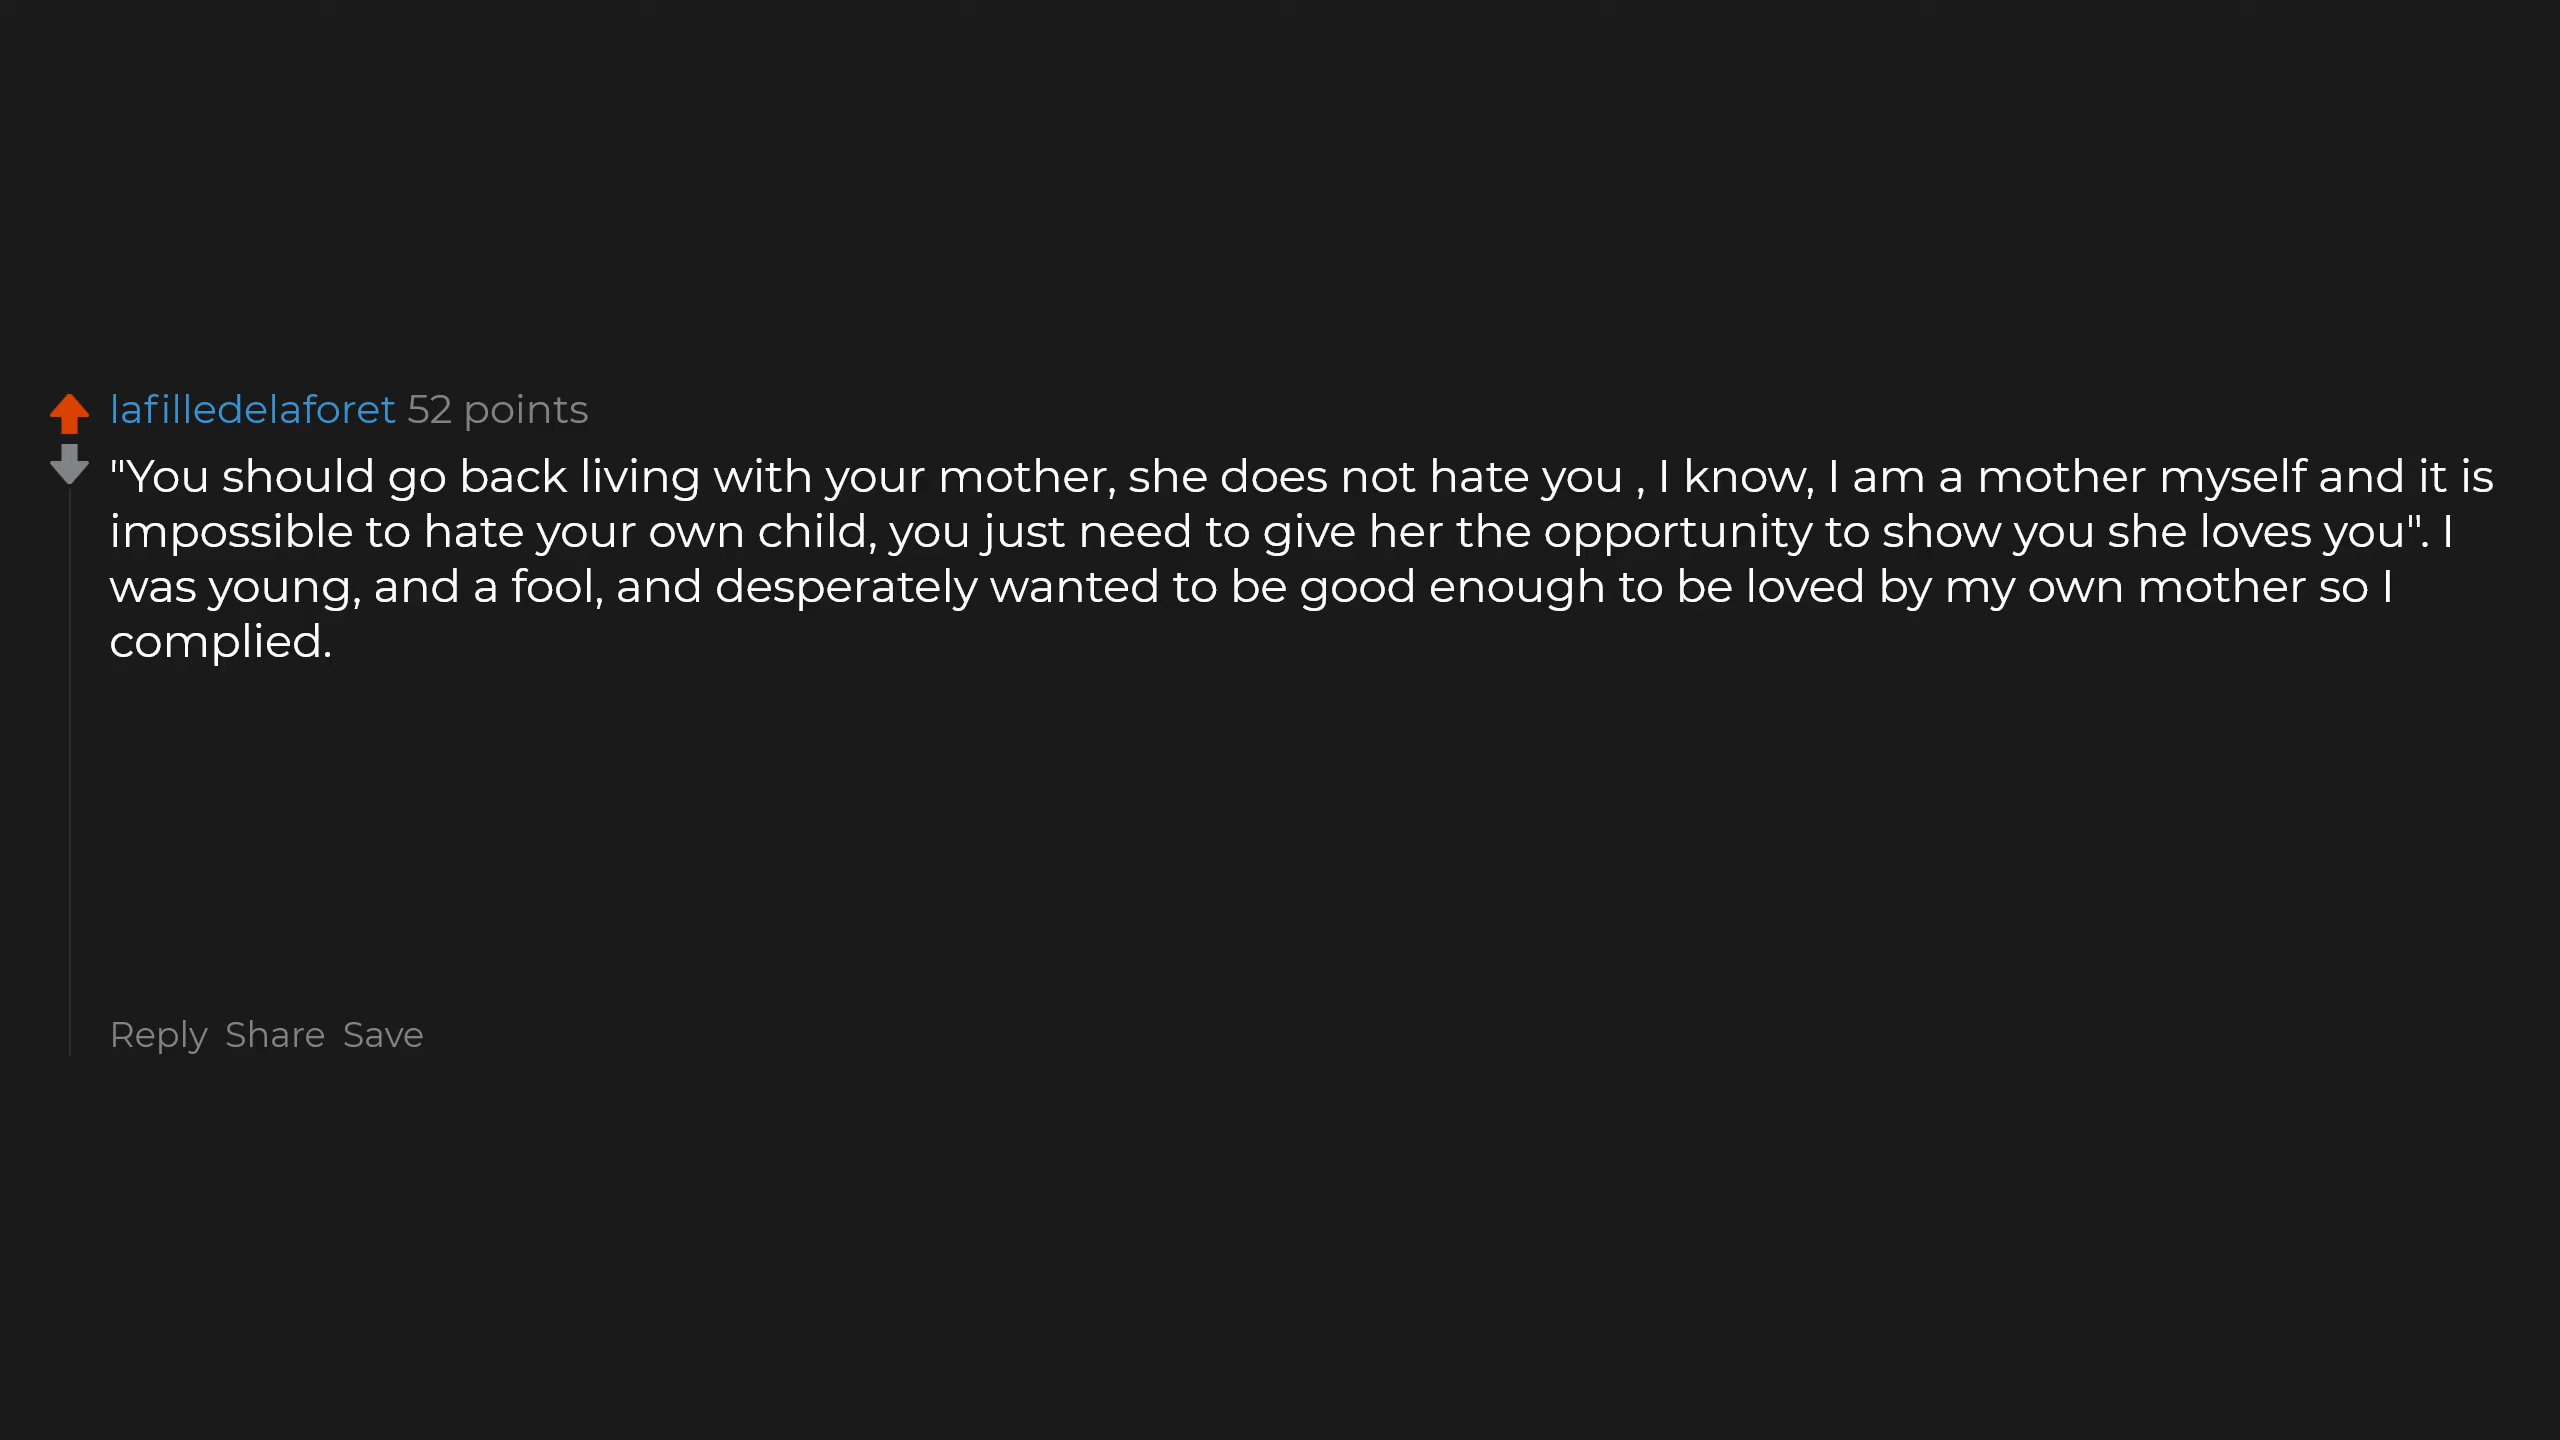 lafilledelaforet 52 points
"You should go back living with your mother, she does not hate you , I know, I am a mother myself and it is
impossible to hate your own child, you just need to give her the opportunity to show you she loves you". I
was young, and a fool, and desperately wanted to be good enough to be loved by my own mother so I
complied.
Reply Share Save